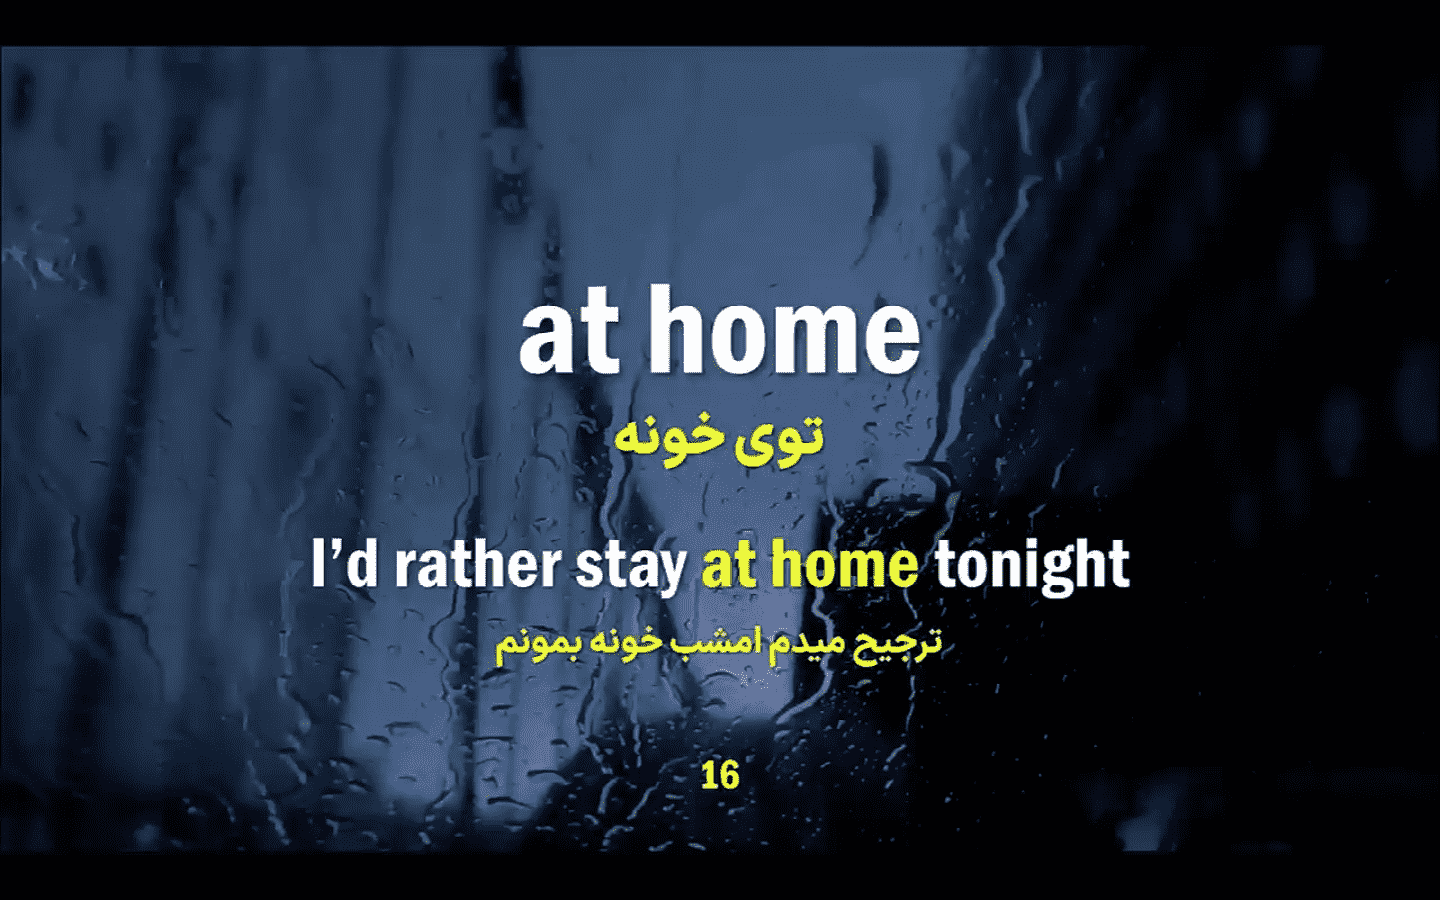 at home
توی خونه
I’d rather stay at home tonight
ترجیح میدم امشب خونه بمونم
16